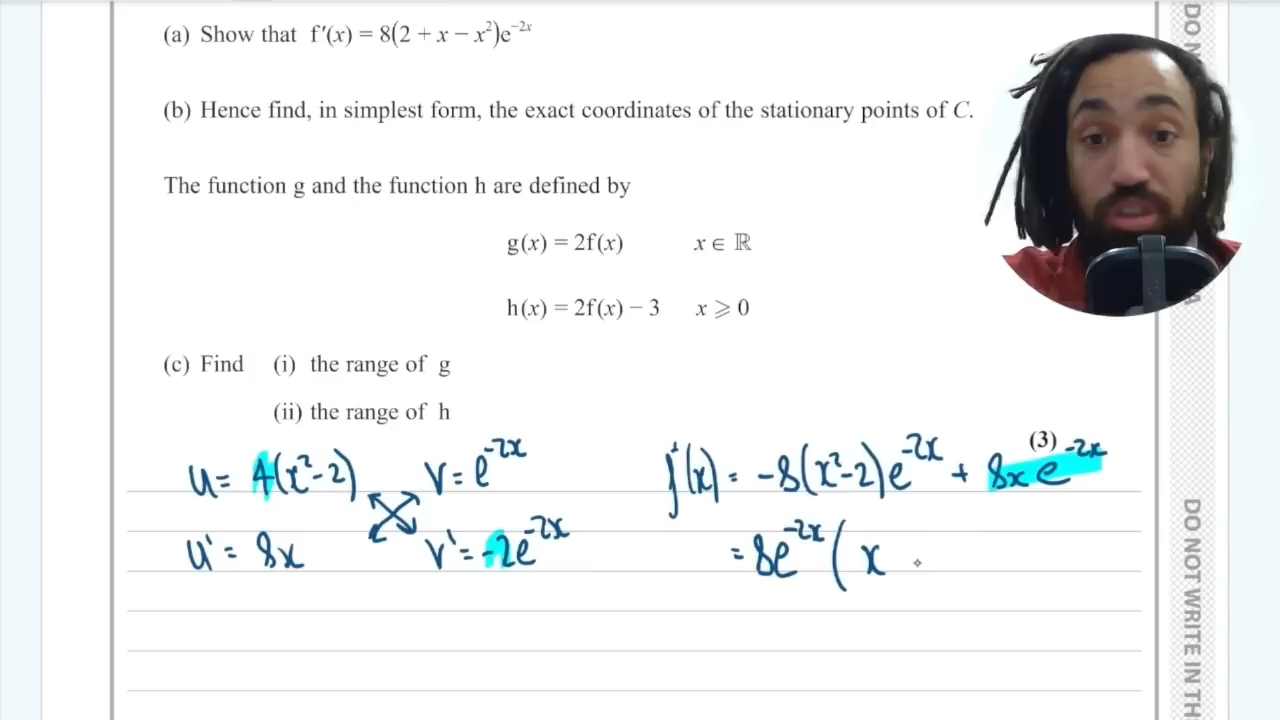 (a) Show that f′(x) = 8(2 + x − x²)e⁻²ˣ
(b) Hence find, in simplest form, the exact coordinates of the stationary points of C.
The function g and the function h are defined by
g(x) = 2f(x) x ∈ ℝ
h(x) = 2f(x) − 3 x ⩾ 0
(c) Find (i) the range of g
(ii) the range of h
(3)
u = 4(x²-2) v = e⁻²ˣ
f'(x) = -8(x²-2)e⁻²ˣ + 8xe⁻²ˣ
u' = 8x v' = -2e⁻²ˣ
= 8e⁻²ˣ( x
DO N
A
DO NOT WRITE IN TH